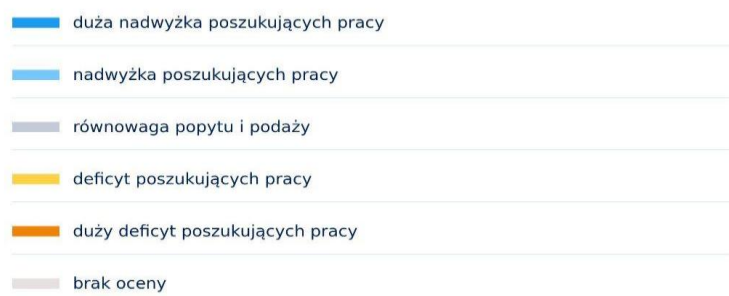 duża nadwyżka poszukujących pracy
nadwyżka poszukujących pracy
równowaga popytu i podaży
deficyt poszukujących pracy
duży deficyt poszukujących pracy
brak oceny